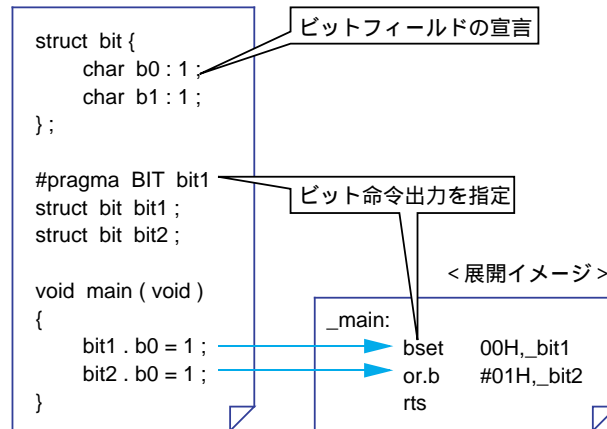 struct bit {
char b0 : 1 ;
char b1 : 1 ;
} ;
#pragma BIT bit1
struct bit bit1 ;
struct bit bit2 ;
void main ( void )
{
bit1 . b0 = 1 ;
bit2 . b0 = 1 ;
}
ビットフィールドの宣言
ビット命令出力を指定
<展開イメージ>
_main:
bset 00H,_bit1
or.b #01H,_bit2
rts